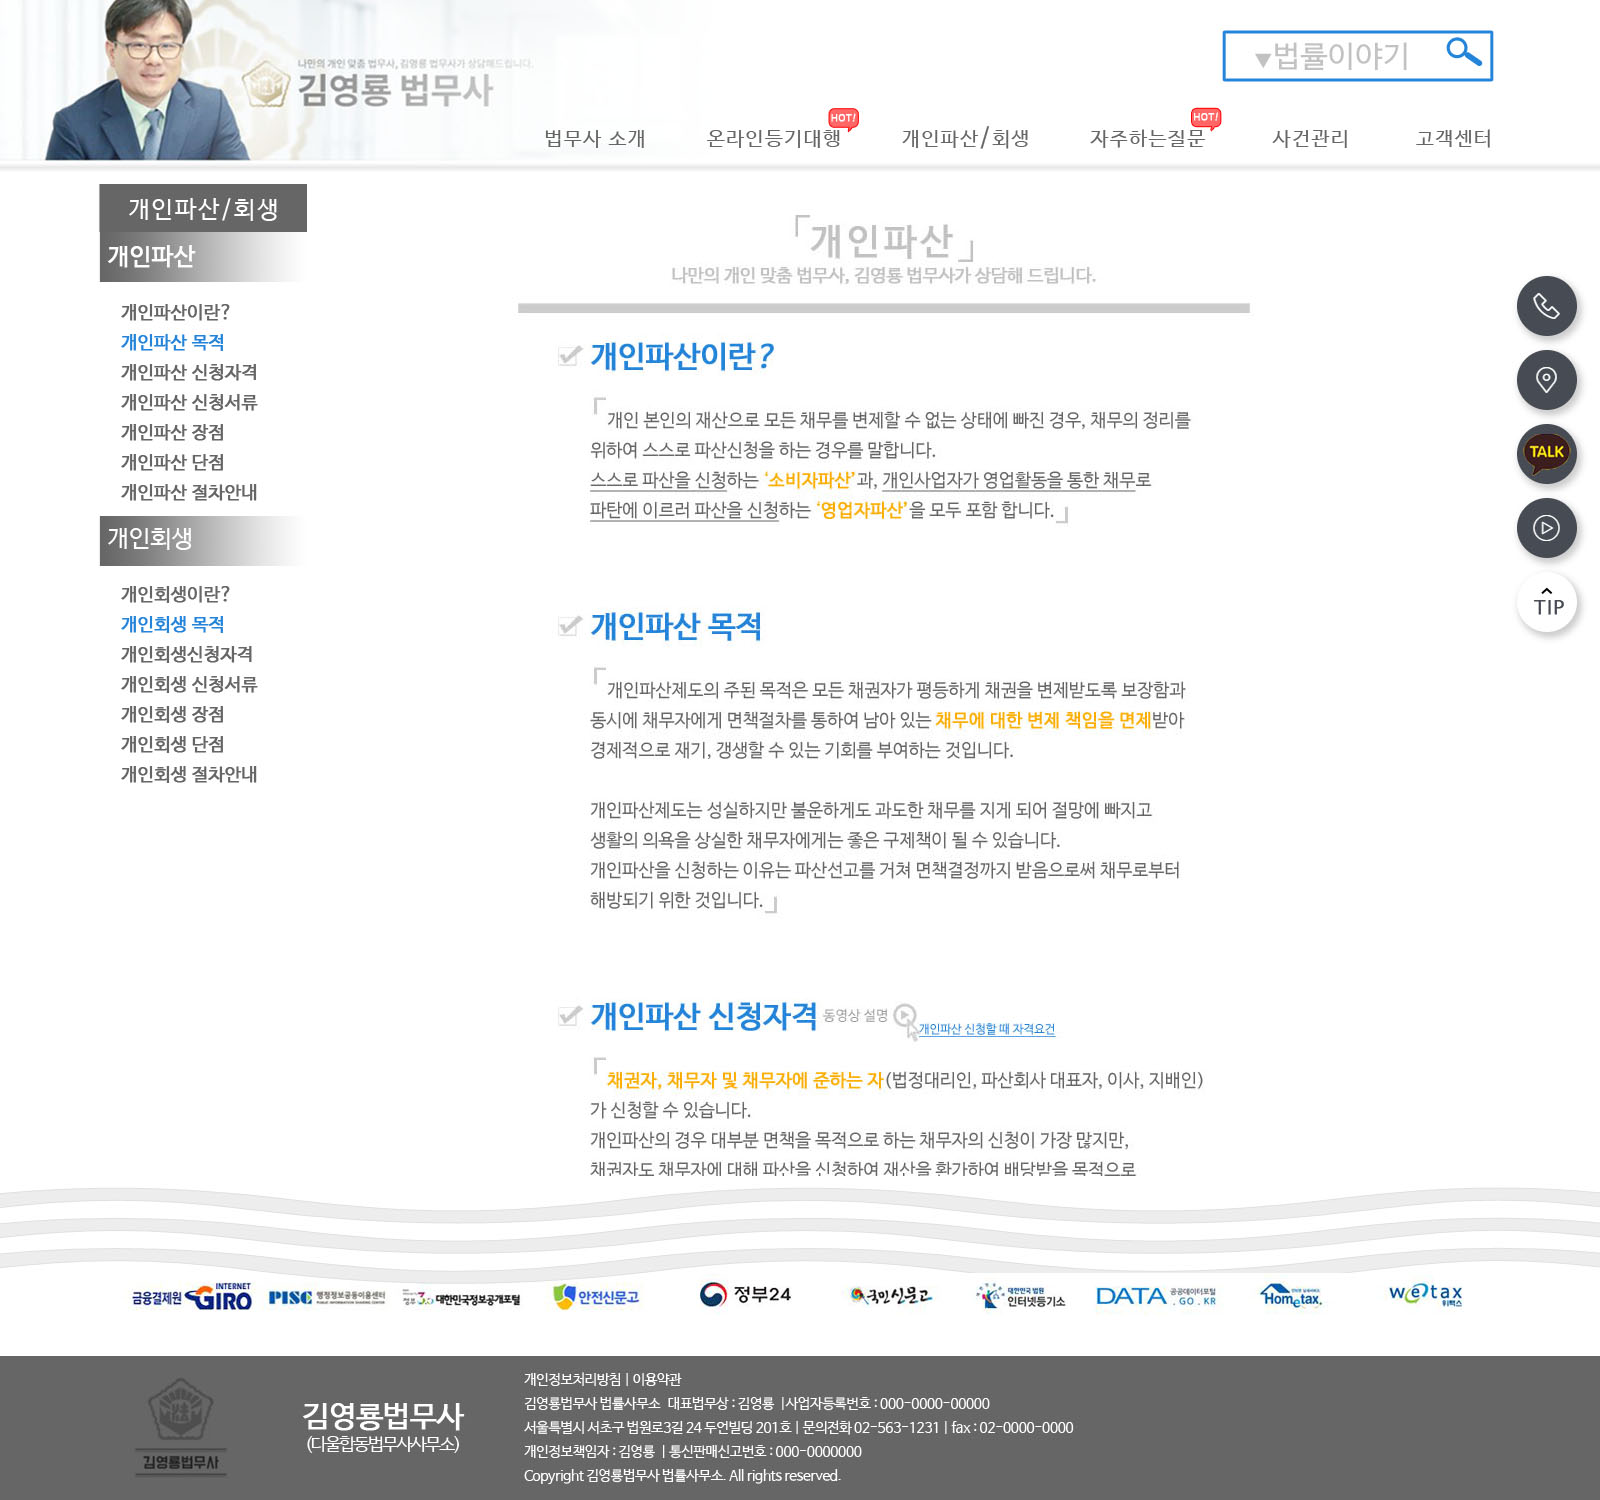 나만의 개인 맞춤 법무사, 김영룡 법무사가 상담해드립니다.
김영룡 법무사
▼법률이야기
법무사 소개
온라인등기대행
HOT!
개인파산/회생
자주하는질문
HOT!
사건관리
고객센터
개인파산/회생
개인파산
개인파산이란?
개인파산 목적
개인파산 신청자격
개인파산 신청서류
개인파산 장점
개인파산 단점
개인파산 절차안내
개인회생
개인회생이란?
개인회생 목적
개인회생신청자격
개인회생 신청서류
개인회생 장점
개인회생 단점
개인회생 절차안내
「개인파산」
나만의 개인 맞춤 법무사, 김영룡 법무사가 상담해 드립니다.
개인파산이란?
「개인 본인의 재산으로 모든 채무를 변제할 수 없는 상태에 빠진 경우, 채무의 정리를
위하여 스스로 파산신청을 하는 경우를 말합니다.
스스로 파산을 신청하는 ‘소비자파산’과, 개인사업자가 영업활동을 통한 채무로
파탄에 이르러 파산을 신청하는 ‘영업자파산’을 모두 포함 합니다.」
개인파산 목적
「개인파산제도의 주된 목적은 모든 채권자가 평등하게 채권을 변제받도록 보장함과
동시에 채무자에게 면책절차를 통하여 남아 있는 채무에 대한 변제 책임을 면제받아
경제적으로 재기, 갱생할 수 있는 기회를 부여하는 것입니다.
개인파산제도는 성실하지만 불운하게도 과도한 채무를 지게 되어 절망에 빠지고
생활의 의욕을 상실한 채무자에게는 좋은 구제책이 될 수 있습니다.
개인파산을 신청하는 이유는 파산선고를 거쳐 면책결정까지 받음으로써 채무로부터
해방되기 위한 것입니다.」
개인파산 신청자격 동영상 설명 개인파산 신청할 때 자격요건
「채권자, 채무자 및 채무자에 준하는 자(법정대리인, 파산회사 대표자, 이사, 지배인)
가 신청할 수 있습니다.
개인파산의 경우 대부분 면책을 목적으로 하는 채무자의 신청이 가장 많지만,
채권자도 채무자에 대해 파산을 신청하여 재산을 환가하여 배당받을 목적으로
TALK
TIP
금융결제원 INTERNET GIRO
PISC 행정정보공동이용센터
정부3.0 대한민국정보공개포털
안전신문고
정부24
국민신문고
대한민국 법원
인터넷등기소
DATA 공공데이터포털
.GO.KR
Hometax.
wetax
위택스
김영룡법무사
김영룡법무사
(다울합동법무사사무소)
개인정보처리방침 | 이용약관
김영룡법무사 법률사무소 대표법무상 : 김영룡 |사업자등록번호 : 000-0000-00000
서울특별시 서초구 법원로3길 24 두언빌딩 201호 | 문의전화 02-563-1231 | fax : 02-0000-0000
개인정보책임자 : 김영룡 | 통신판매신고번호 : 000-0000000
Copyright 김영룡법무사 법률사무소. All rights reserved.